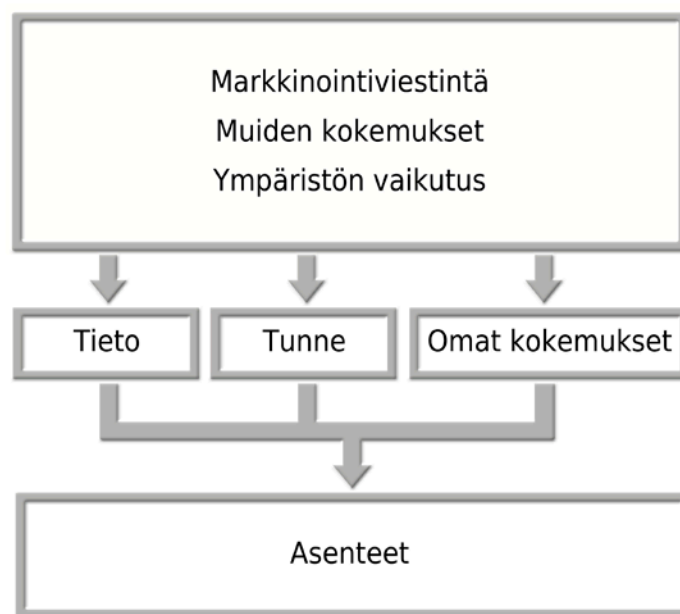 Markkinointiviestintä
Muiden kokemukset
Ympäristön vaikutus
Tieto
Tunne
Omat kokemukset
Asenteet